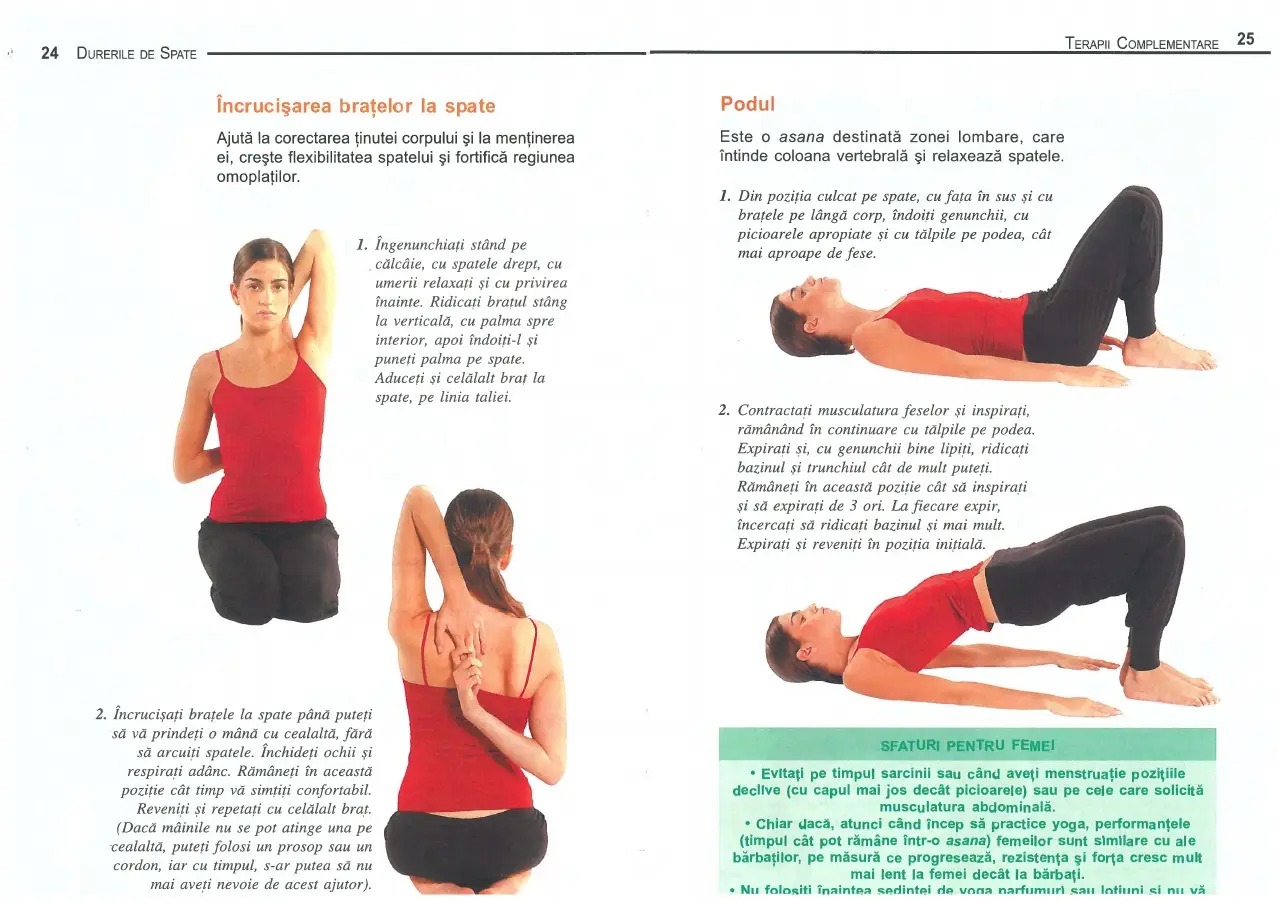 24 DURERILE DE SPATE
Încrucişarea braţelor la spate
Ajută la corectarea ţinutei corpului şi la menţinerea
ei, creşte flexibilitatea spatelui şi fortifică regiunea
omoplaţilor.
1. Îngenunchiaţi stând pe
călcâie, cu spatele drept, cu
umerii relaxaţi şi cu privirea
înainte. Ridicaţi braţul stâng
la verticală, cu palma spre
interior, apoi îndoiţi-l şi
puneţi palma pe spate.
Aduceţi şi celălalt braţ la
spate, pe linia taliei.
2. Încrucişaţi braţele la spate până puteţi
să vă prindeţi o mână cu cealaltă, fără
să arcuiţi spatele. Închideţi ochii şi
respiraţi adânc. Rămâneţi în această
poziţie cât timp vă simţiţi confortabil.
Reveniţi şi repetaţi cu celălalt braţ.
(Dacă mâinile nu se pot atinge una pe
cealaltă, puteţi folosi un prosop sau un
cordon, iar cu timpul, s-ar putea să nu
mai aveţi nevoie de acest ajutor).
TERAPII COMPLEMENTARE 25
Podul
Este o asana destinată zonei lombare, care
întinde coloana vertebrală şi relaxează spatele.
1. Din poziţia culcat pe spate, cu faţa în sus şi cu
braţele pe lângă corp, îndoiţi genunchii, cu
picioarele apropiate şi cu tălpile pe podea, cât
mai aproape de fese.
2. Contractaţi musculatura feselor şi inspiraţi,
rămânând în continuare cu tălpile pe podea.
Expiraţi şi, cu genunchii bine lipiţi, ridicaţi
bazinul şi trunchiul cât de mult puteţi.
Rămâneţi în această poziţie cât să inspiraţi
şi să expiraţi de 3 ori. La fiecare expir,
încercaţi să ridicaţi bazinul şi mai mult.
Expiraţi şi reveniţi în poziţia iniţială.
SFATURI PENTRU FEMEI
• Evitaţi pe timpul sarcinii sau când aveţi menstruaţie poziţiile
declive (cu capul mai jos decât picioarele) sau pe cele care solicită
musculatura abdominală.
• Chiar dacă, atunci când încep să practice yoga, performanţele
(timpul cât pot rămâne într-o asana) femeilor sunt similare cu ale
bărbaţilor, pe măsură ce progresează, rezistenţa şi forţa cresc mult
mai lent la femei decât la bărbaţi.
• Nu folosiţi înaintea şedinţei de yoga parfumuri sau loţiuni şi nu vă